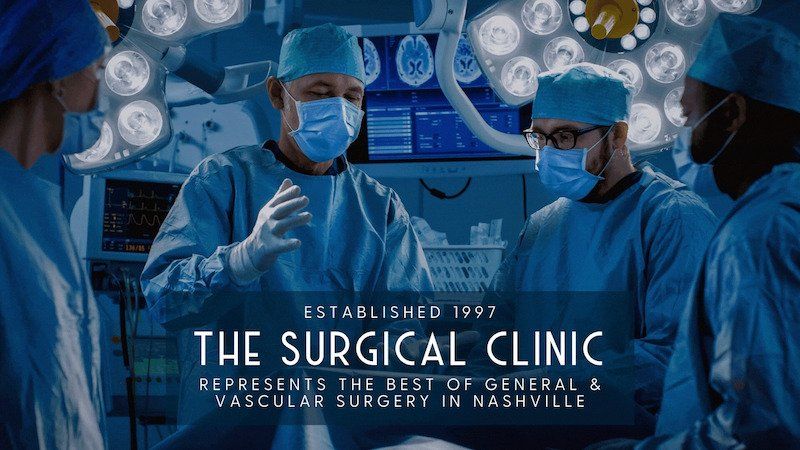 ESTABLISHED 1997
THE SURGICAL CLINIC
REPRESENTS THE BEST OF GENERAL &
VASCULAR SURGERY IN NASHVILLE